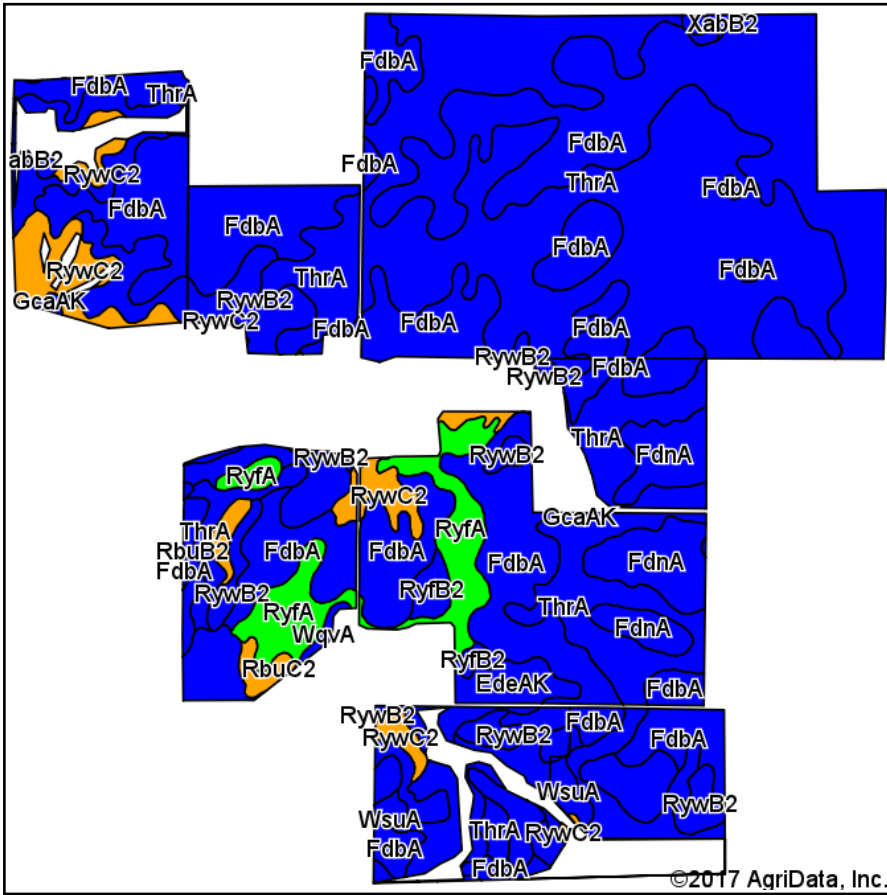 XabB2
FdbA
FdbA
ThrA
FdbA
abB2
RywC2
FdbA
ThrA
FdbA
FdbA
FdbA
FdbA
RywC2
ThrA
FdbA
GcaAK
RywB2
RywC2
FdbA
FdbA
FdbA
RywB2
RywB2
FdbA
ThrA
FdnA
RywB2
RywB2
RyfA
RywC2
GcaAK
ThrA
RyfA
RbuB2
FdbA
FdbA
FdbA
FdbA
FdnA
RywB2
RyfB2
RyfA
ThrA
WqvA
FdnA
RbuC2
RyfB2
EdeAK
FdbA
RywB2
FdbA
RywC2
RywB2
FdbA
WsuA
RywB2
WsuA
ThrA
RywC2
FdbA
FdbA
©2017 AgriData, Inc.